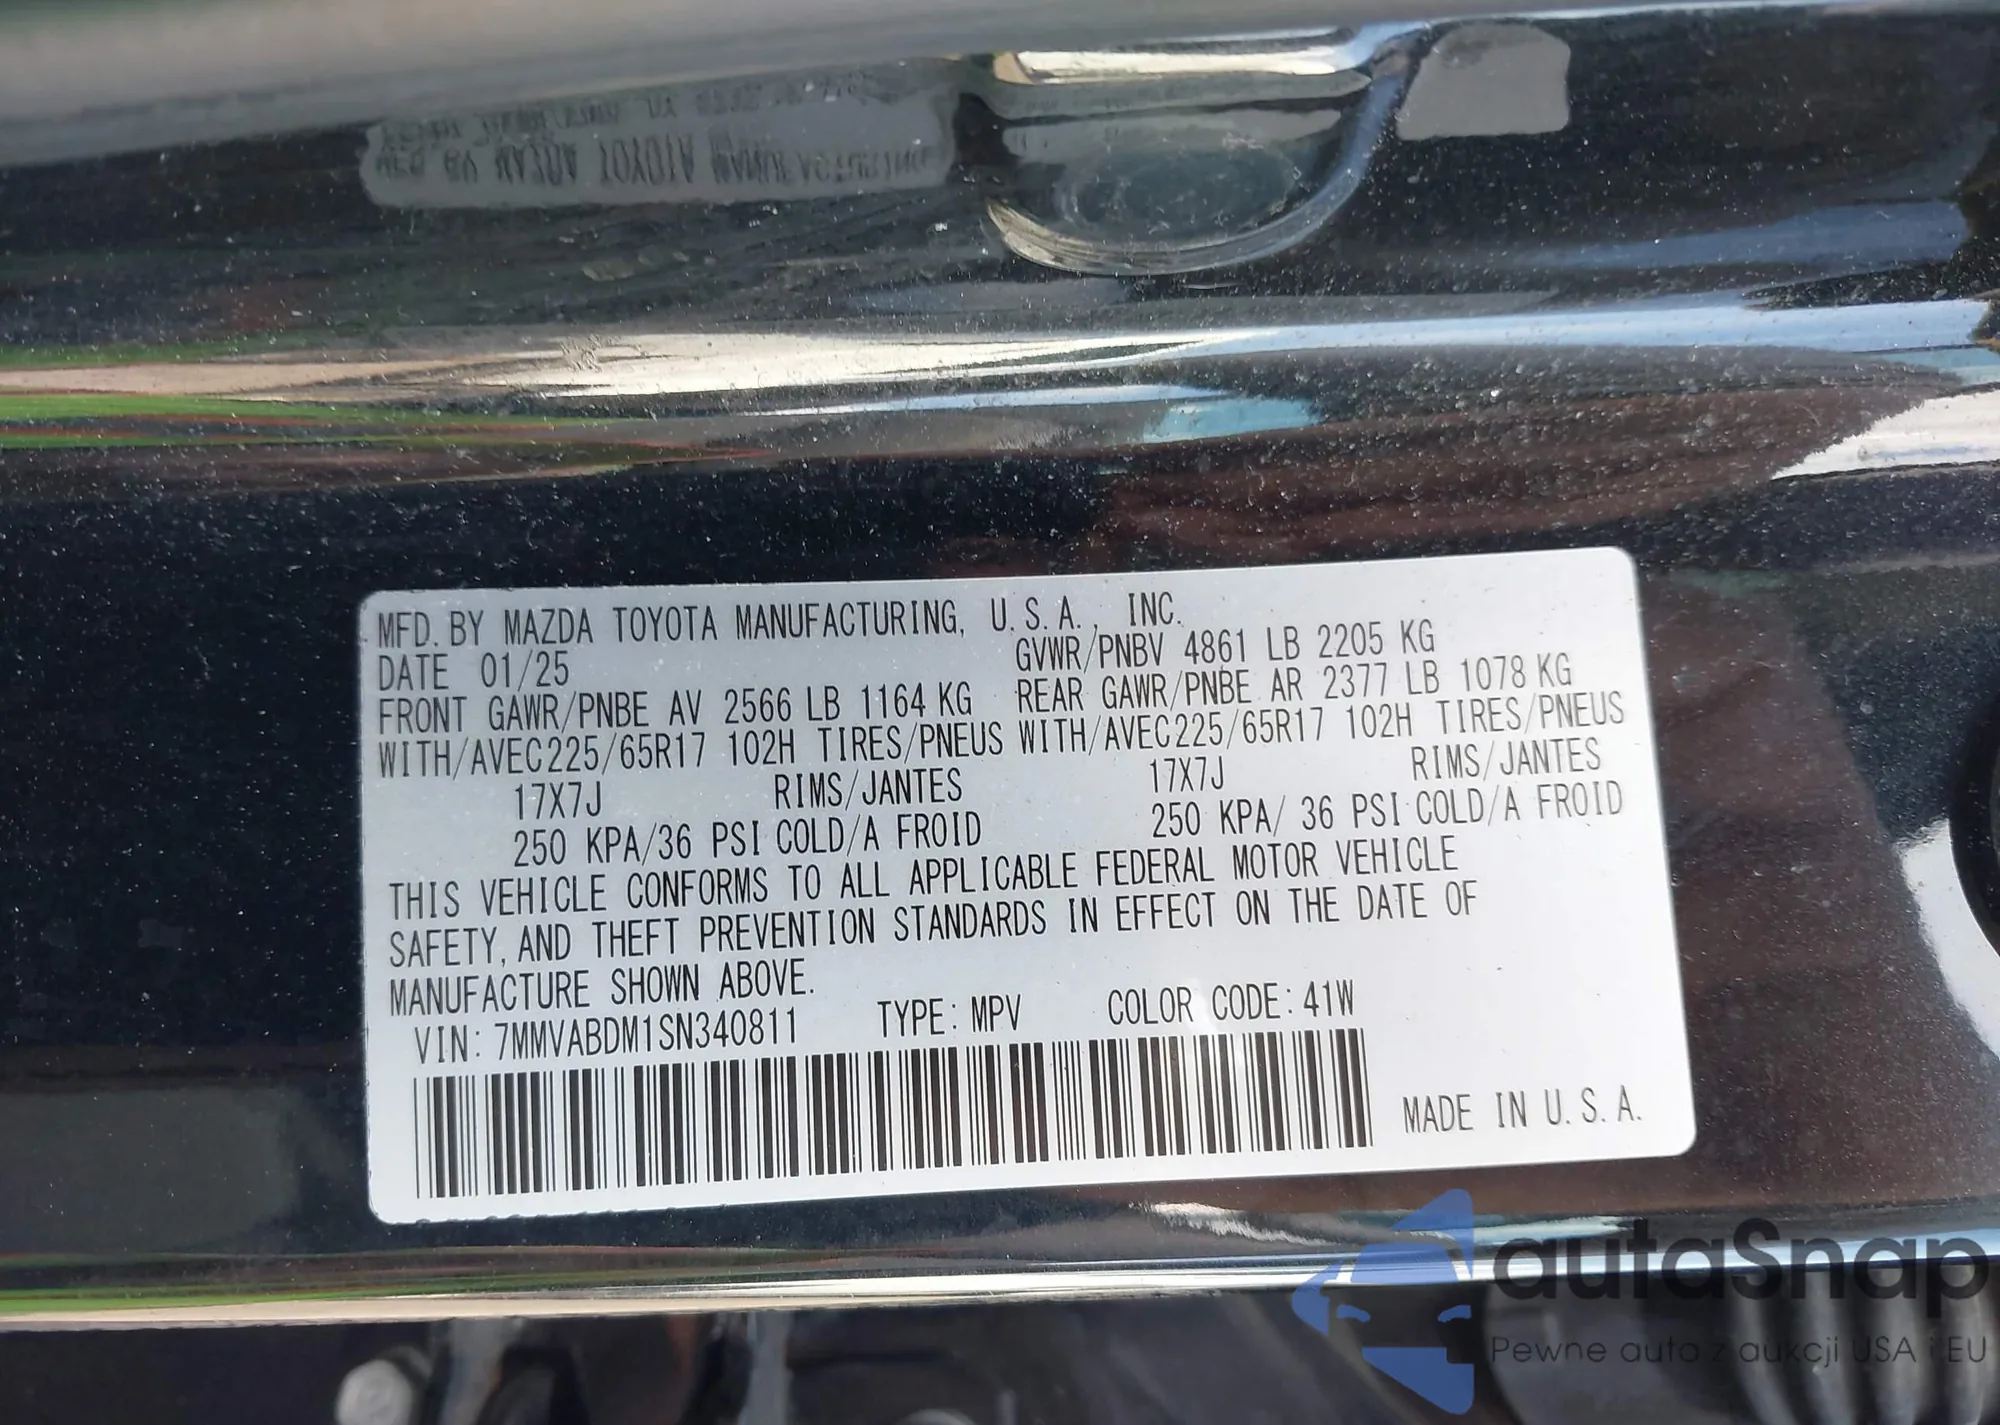 MFD. BY MAZDA TOYOTA MANUFACTURING, U.S.A., INC.
DATE 01/25 GVWR/PNBV 4861 LB 2205 KG
FRONT GAWR/PNBE AV 2566 LB 1164 KG REAR GAWR/PNBE AR 2377 LB 1078 KG
WITH/AVEC225/65R17 102H TIRES/PNEUS WITH/AVEC225/65R17 102H TIRES/PNEUS
17X7J RIMS/JANTES 17X7J RIMS/JANTES
250 KPA/36 PSI COLD/A FROID 250 KPA/ 36 PSI COLD/A FROID
THIS VEHICLE CONFORMS TO ALL APPLICABLE FEDERAL MOTOR VEHICLE
SAFETY, AND THEFT PREVENTION STANDARDS IN EFFECT ON THE DATE OF
MANUFACTURE SHOWN ABOVE.
VIN: 7MMVABDM1SN340811 TYPE: MPV COLOR CODE: 41W
MADE IN U.S.A.
autaSnap
Pewne auta z aukcji USA i EU